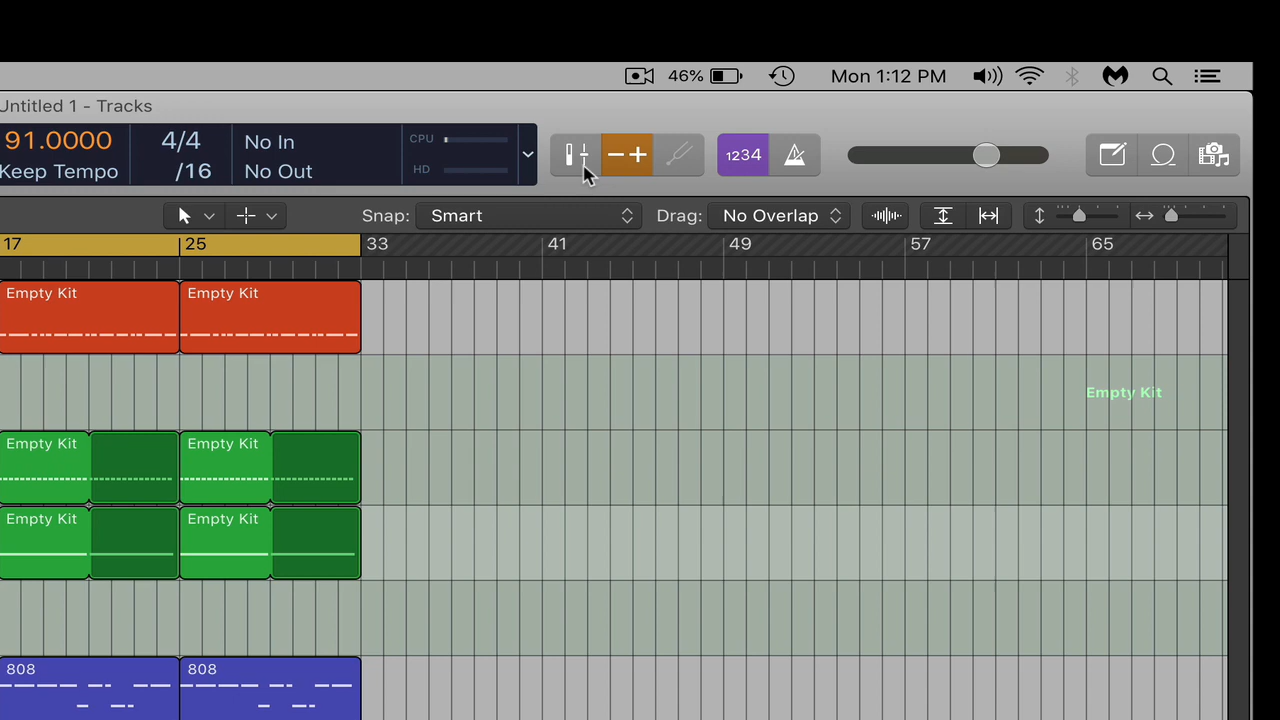 46% Mon 1:12 PM
Untitled 1 - Tracks
91.0000 4/4 No In CPU
Keep Tempo /16 No Out HD
1234
Snap: Smart Drag: No Overlap
17 25 33 41 49 57 65
Empty Kit Empty Kit
Empty Kit
Empty Kit Empty Kit
Empty Kit Empty Kit
808 808